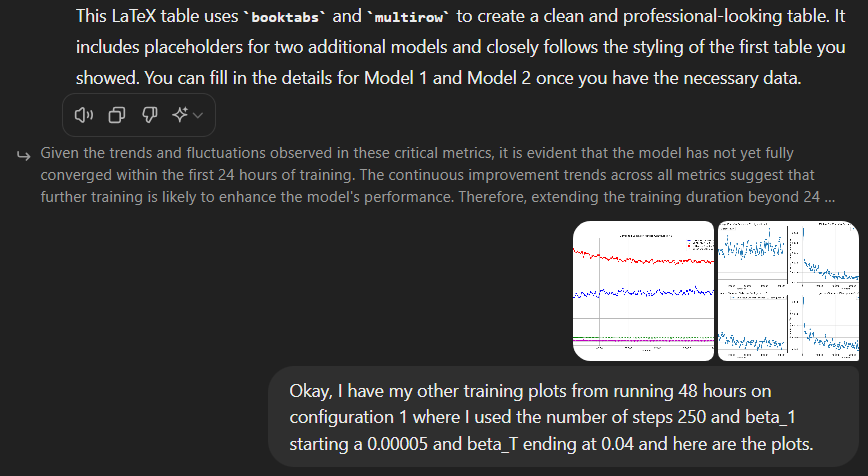 This LaTeX table uses `booktabs` and `multirow` to create a clean and professional-looking table. It
includes placeholders for two additional models and closely follows the styling of the first table you
showed. You can fill in the details for Model 1 and Model 2 once you have the necessary data.
Given the trends and fluctuations observed in these critical metrics, it is evident that the model has not yet fully
converged within the first 24 hours of training. The continuous improvement trends across all metrics suggest that
further training is likely to enhance the model's performance. Therefore, extending the training duration beyond 24 ...
Okay, I have my other training plots from running 48 hours on
configuration 1 where I used the number of steps 250 and beta_1
starting a 0.00005 and beta_T ending at 0.04 and here are the plots.